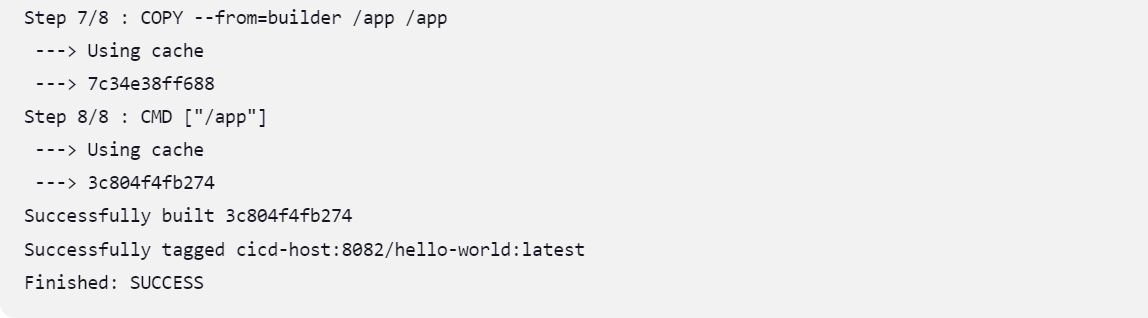 Step 7/8 : COPY --from=builder /app /app
 ---> Using cache
 ---> 7c34e38ff688
Step 8/8 : CMD ["/app"]
 ---> Using cache
 ---> 3c804f4fb274
Successfully built 3c804f4fb274
Successfully tagged cicd-host:8082/hello-world:latest
Finished: SUCCESS